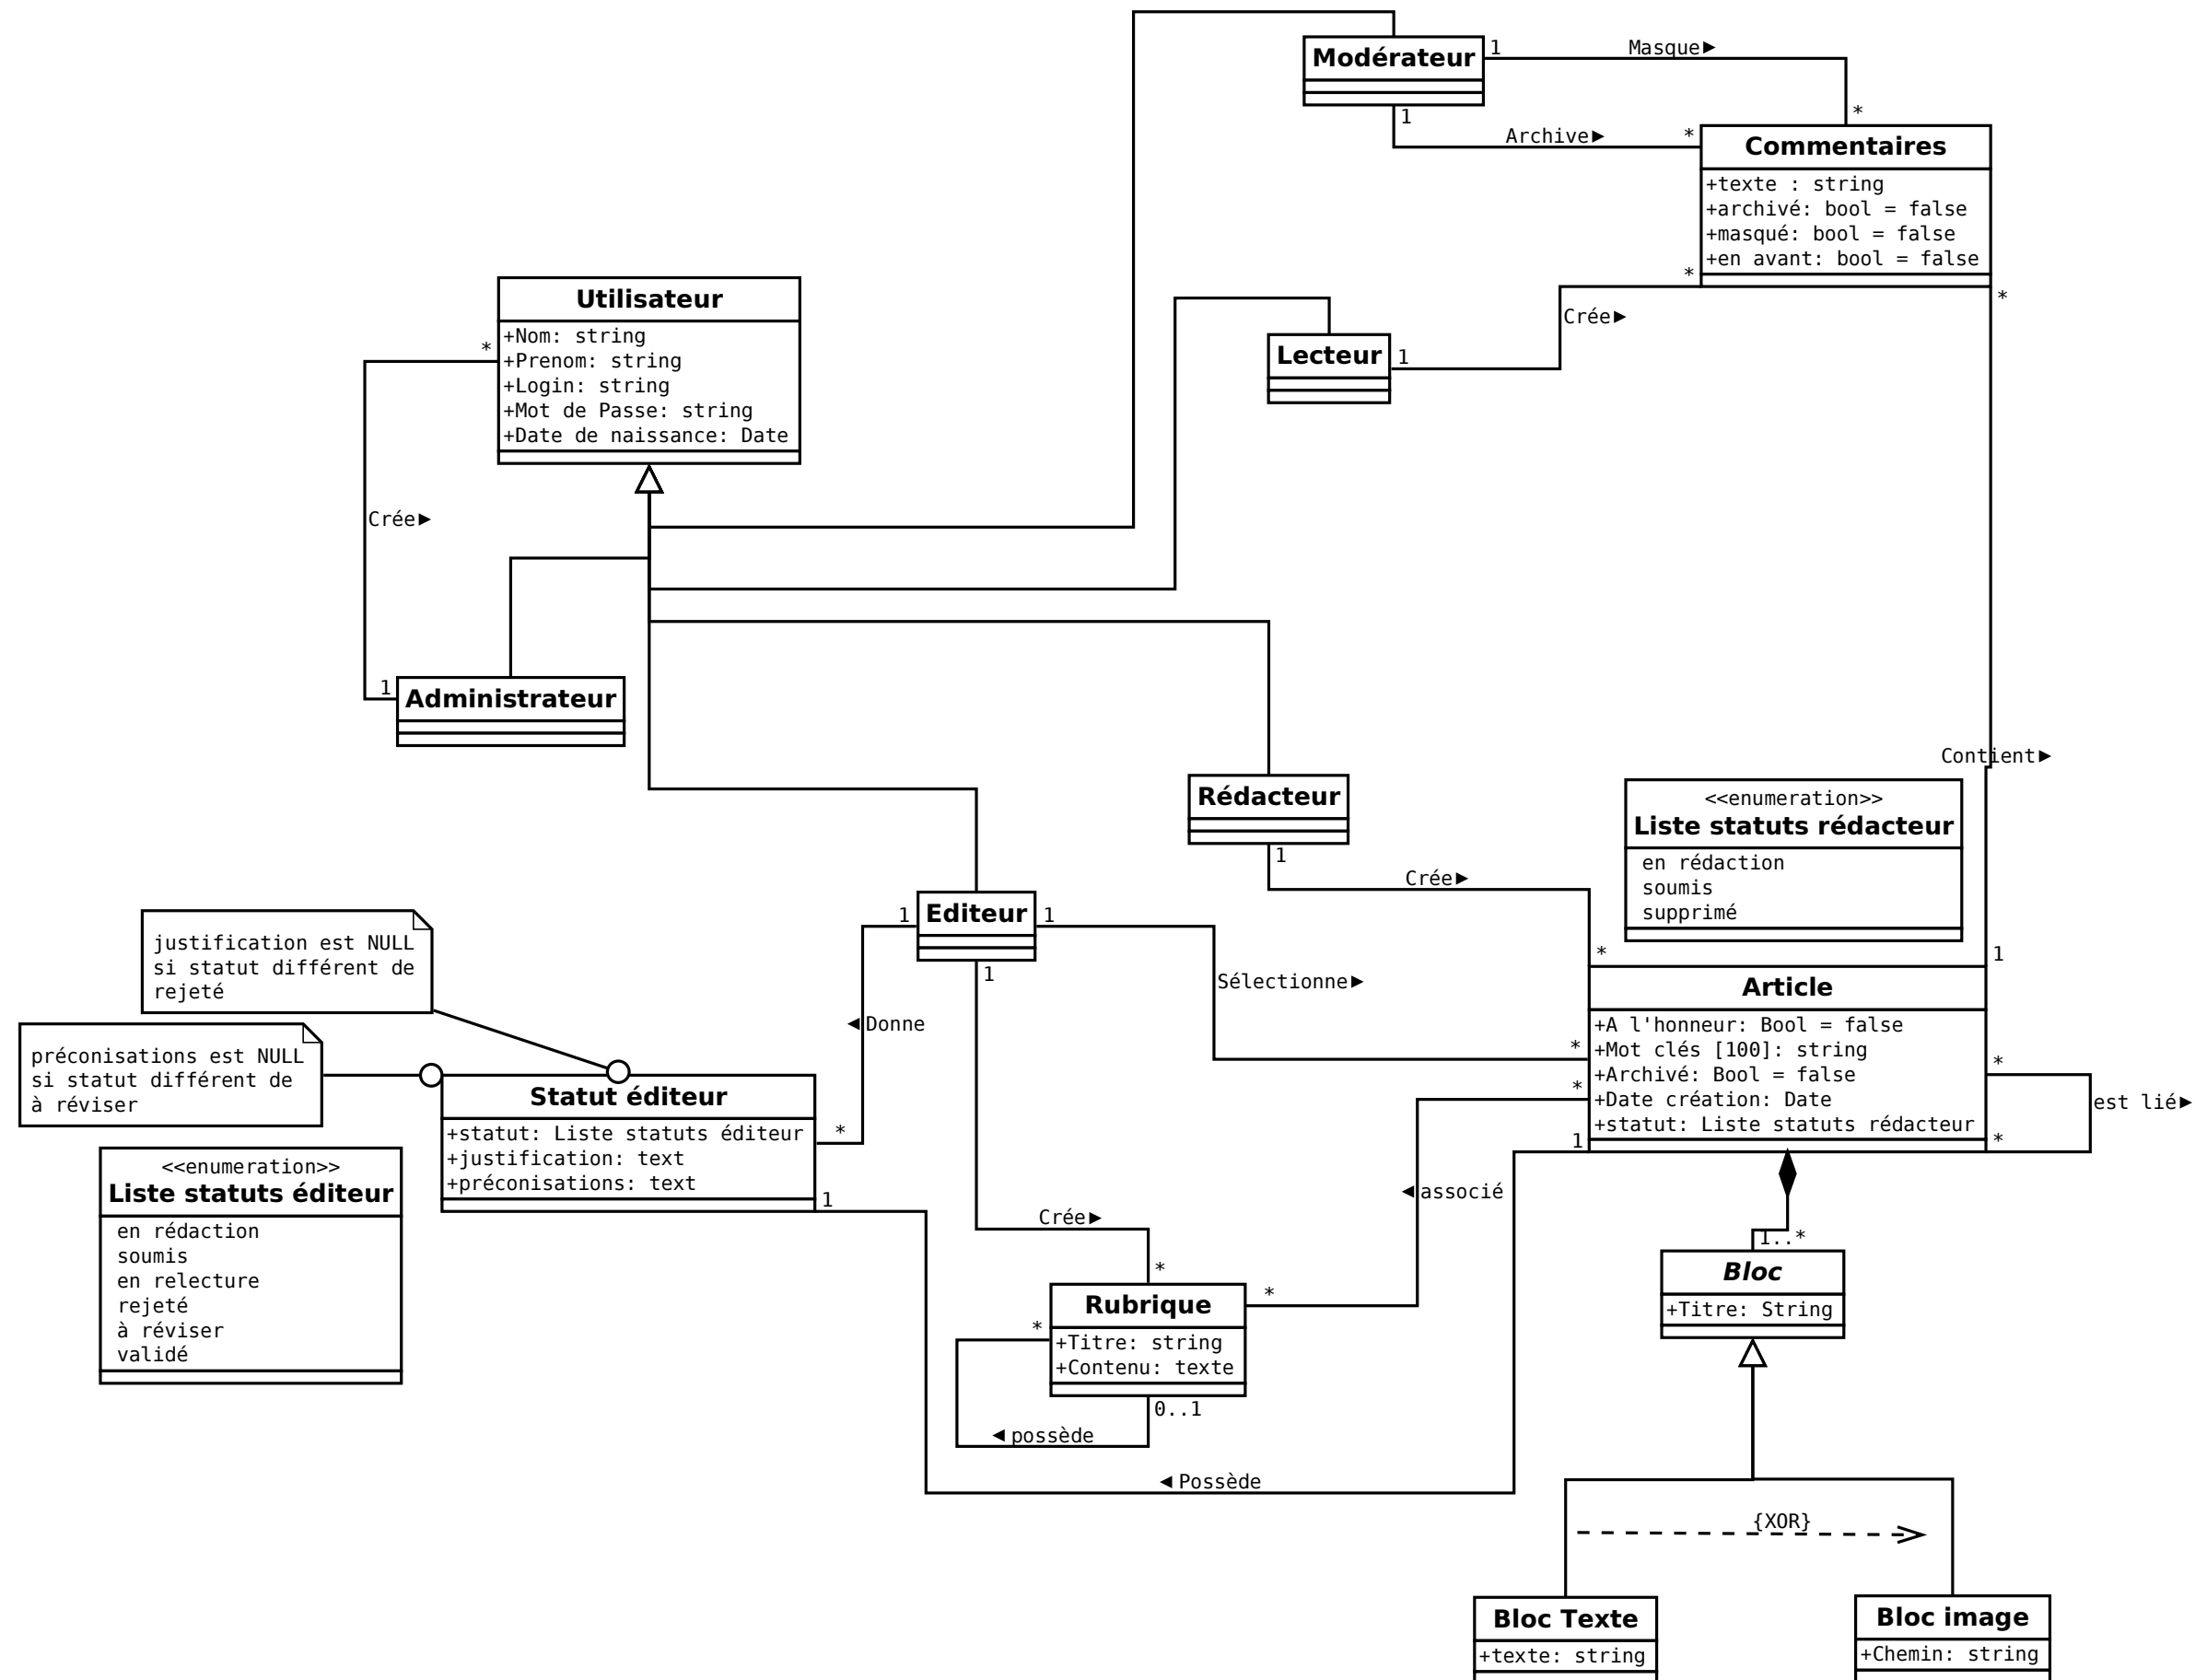 Modérateur
1
Masque►
*
1
Archive►
*
Commentaires
+texte : string
+archivé: bool = false
+masqué: bool = false
+en avant: bool = false
*
*
Crée►
Lecteur
1
Utilisateur
+Nom: string
+Prenom: string
+Login: string
+Mot de Passe: string
+Date de naissance: Date
*
Crée►
1
Administrateur
Contient►
Rédacteur
1
Crée►
*
<<enumeration>>
Liste statuts rédacteur
en rédaction
soumis
supprimé
1
1
Editeur
1
1
Sélectionne►
*
◄Donne
*
justification est NULL
si statut différent de
rejeté
préconisations est NULL
si statut différent de
à réviser
Article
+A l'honneur: Bool = false
+Mot clés [100]: string
+Archivé: Bool = false
+Date création: Date
+statut: Liste statuts rédacteur
*
est lié►
*
*
1
Statut éditeur
+statut: Liste statuts éditeur
+justification: text
+préconisations: text
1
<<enumeration>>
Liste statuts éditeur
en rédaction
soumis
en relecture
rejeté
à réviser
validé
◄associé
Crée►
*
*
Rubrique
+Titre: string
+Contenu: texte
*
0..1
◄possède
◄Possède
1..*
Bloc
+Titre: String
{XOR}
Bloc Texte
+texte: string
Bloc image
+Chemin: string